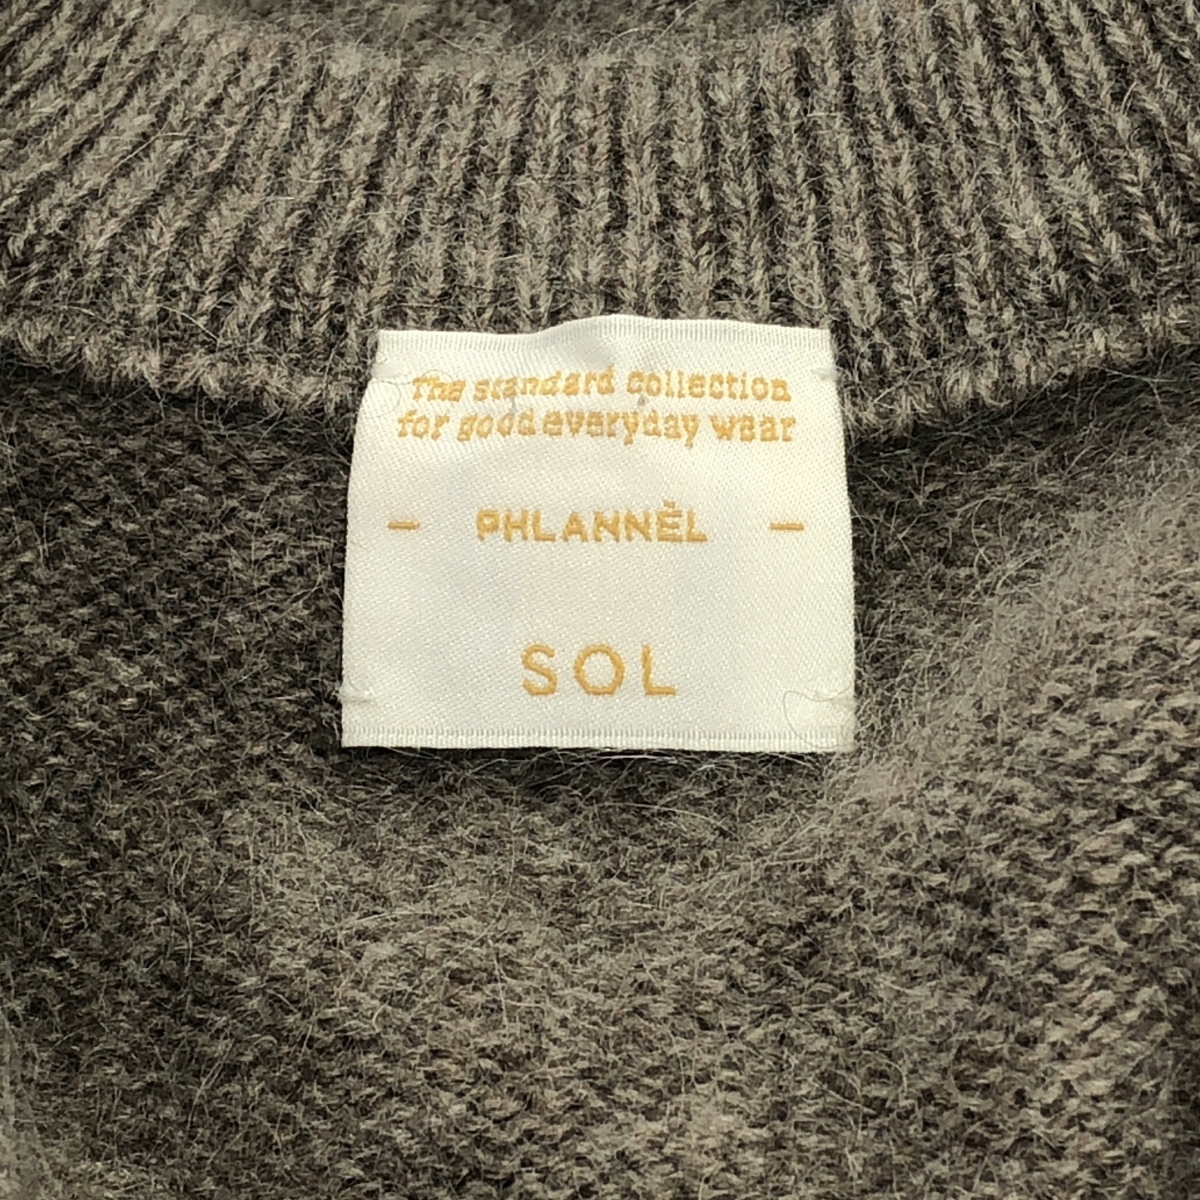 The standard collection
for good everyday wear
- PHLANNÈL -
SOL